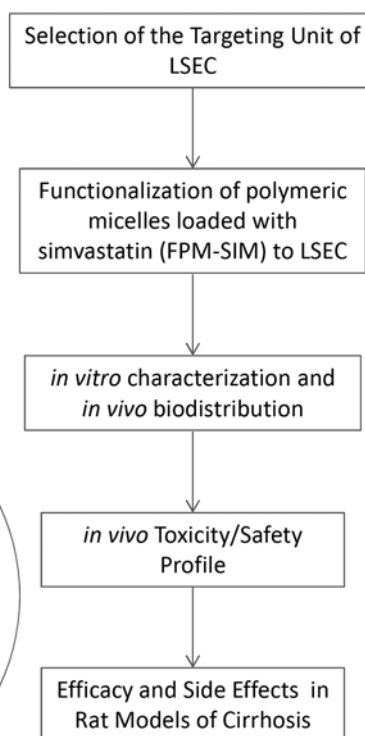 Selection of the Targeting Unit of
LSEC
Functionalization of polymeric
micelles loaded with
simvastatin (FPM-SIM) to LSEC
in vitro characterization and
in vivo biodistribution
in vivo Toxicity/Safety
Profile
Efficacy and Side Effects in
Rat Models of Cirrhosis